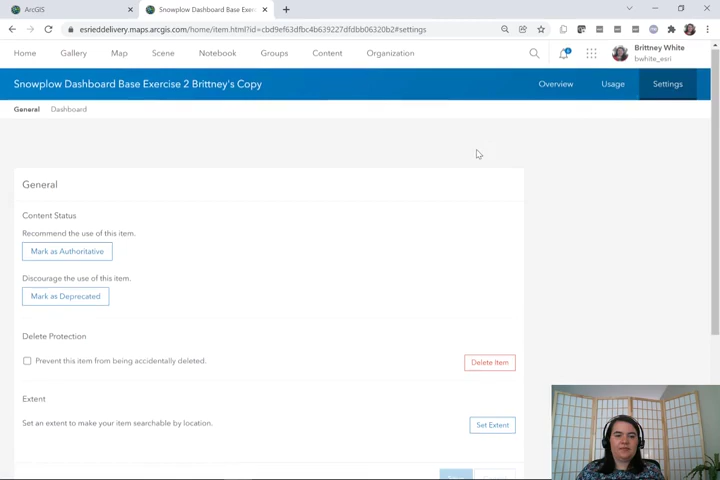 ArcGIS
Snowplow Dashboard Base Exerc
esrieddelivery.maps.arcgis.com/home/item.html?id=cbd9ef63dfbc4b639227dfdbb06320b2#settings
Home Gallery Map Scene Notebook Groups Content Organization
Brittney White
bwhite_esri
Snowplow Dashboard Base Exercise 2 Brittney's Copy
Overview Usage Settings
General Dashboard
General
Content Status
Recommend the use of this item.
Mark as Authoritative
Discourage the use of this item.
Mark as Deprecated
Delete Protection
Prevent this item from being accidentally deleted.
Delete Item
Extent
Set an extent to make your item searchable by location.
Set Extent